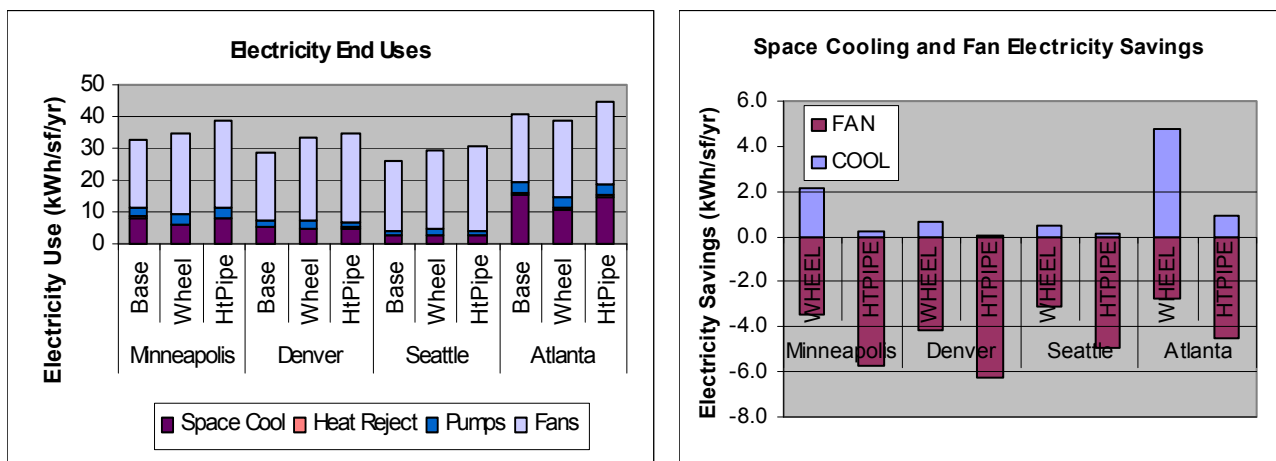 Electricity End Uses
Electricity Use (kWh/sf/yr)
50
40
30
20
10
0
Base Wheel HtPipe Base Wheel HtPipe Base Wheel HtPipe Base Wheel HtPipe
Minneapolis Denver Seattle Atlanta
Space Cool Heat Reject Pumps Fans
Space Cooling and Fan Electricity Savings
Electricity Savings (kWh/sf/yr)
6.0
4.0
2.0
0.0
-2.0
-4.0
-6.0
-8.0
FAN
COOL
WHEEL HTPIPE WHEEL HTPIPE WHEEL HTPIPE WHEEL HTPIPE
Minneapolis Denver Seattle Atlanta